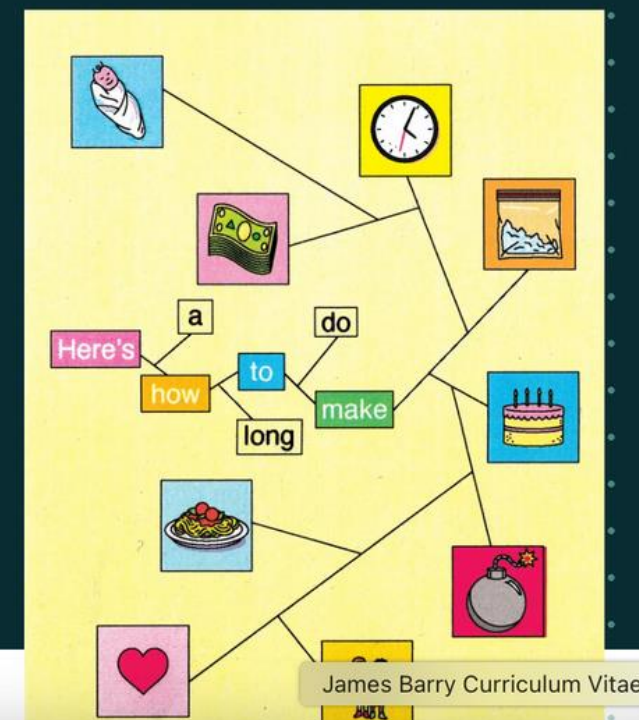 a
do
Here's
to
how
make
long
James Barry Curriculum Vitae